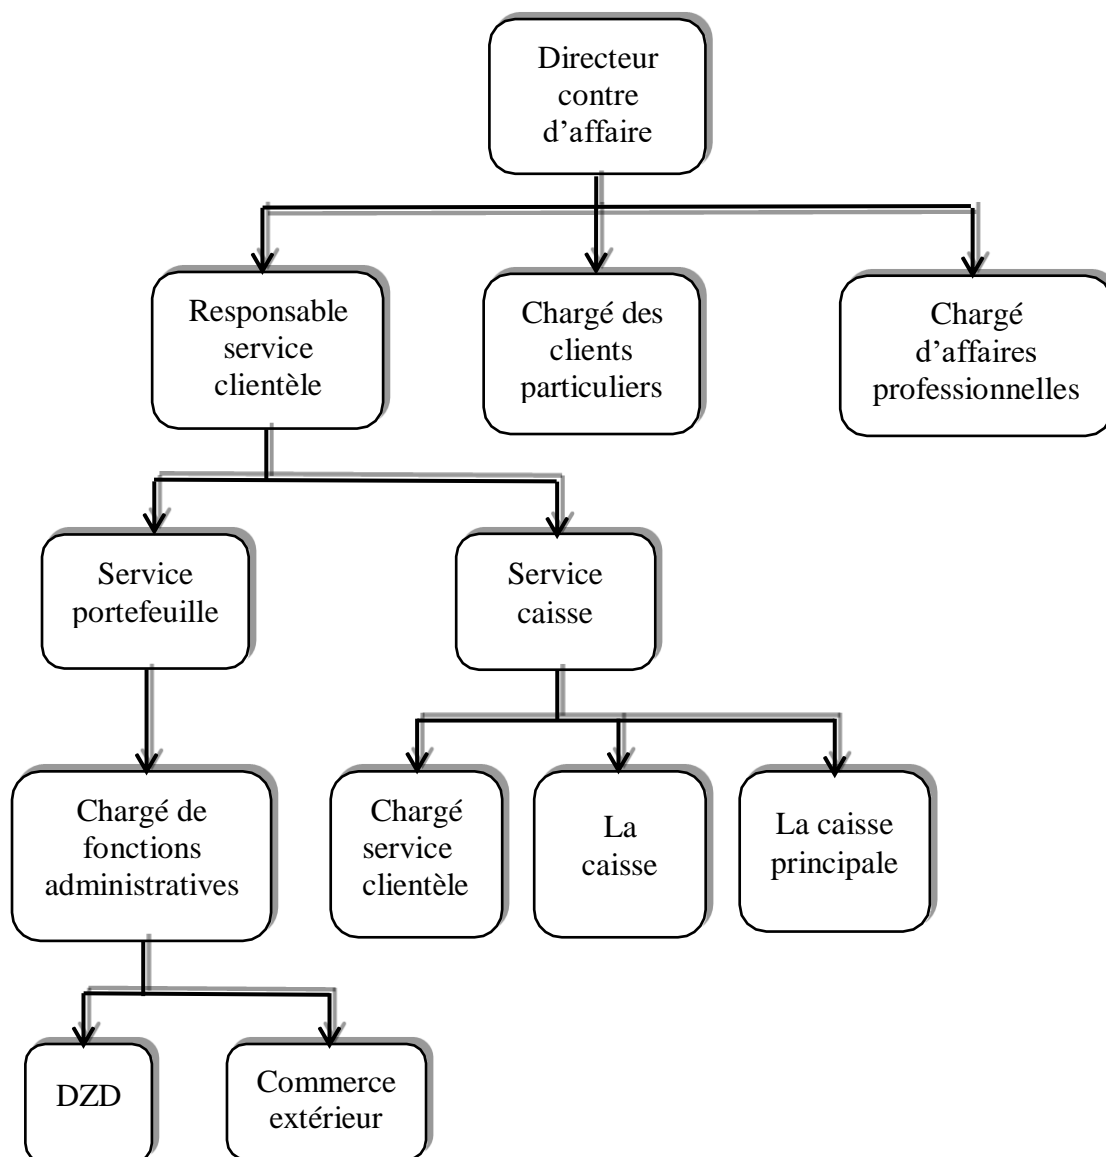 Directeur
contre
d’affaire
Responsable
service
clientèle
Chargé des
clients
particuliers
Chargé
d’affaires
professionnelles
Service
portefeuille
Service
caisse
Chargé de
fonctions
administratives
Chargé
service
clientèle
La
caisse
La caisse
principale
DZD
Commerce
extérieur